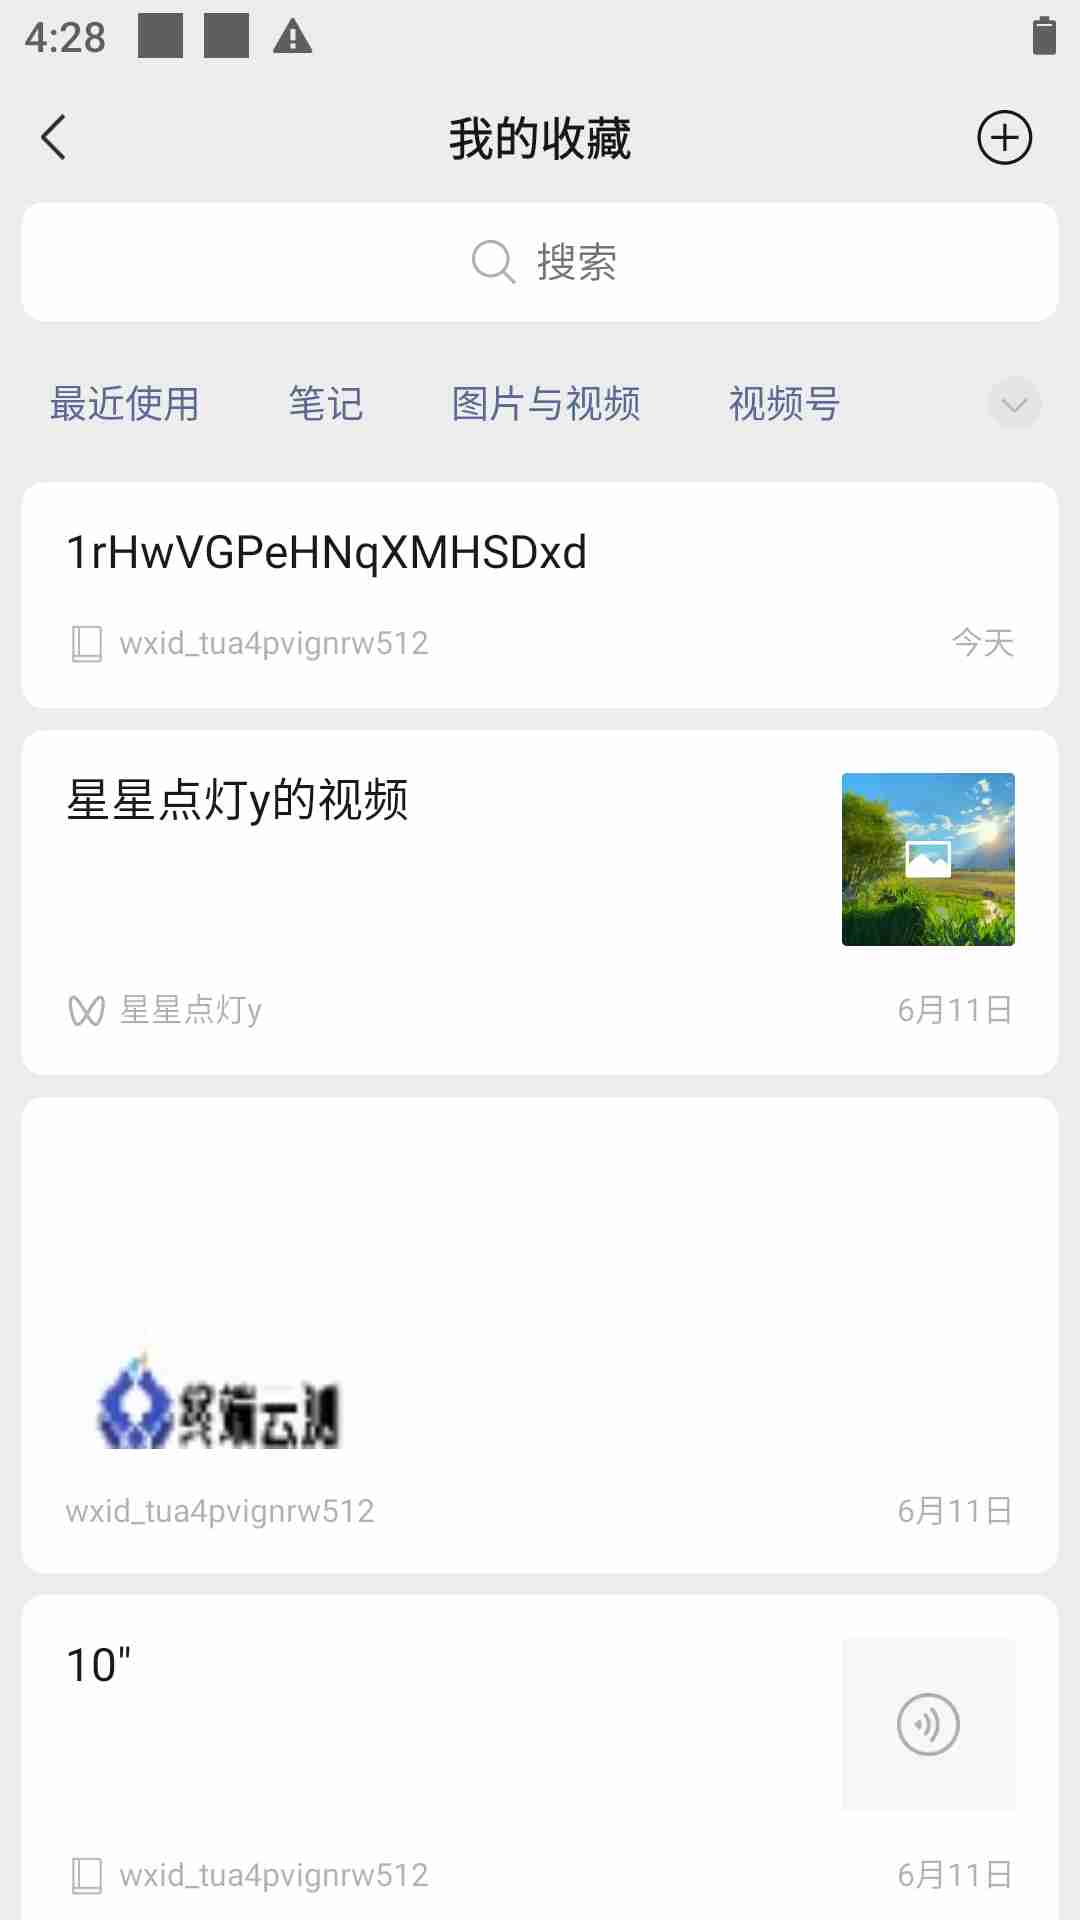 4:28
我的收藏
搜索
最近使用 笔记 图片与视频 视频号
1rHwVGPeHNqXMHSDxd
wxid_tua4pvignrw512 今天
星星点灯y的视频
星星点灯y 6月11日
终端云测
wxid_tua4pvignrw512 6月11日
10"
wxid_tua4pvignrw512 6月11日